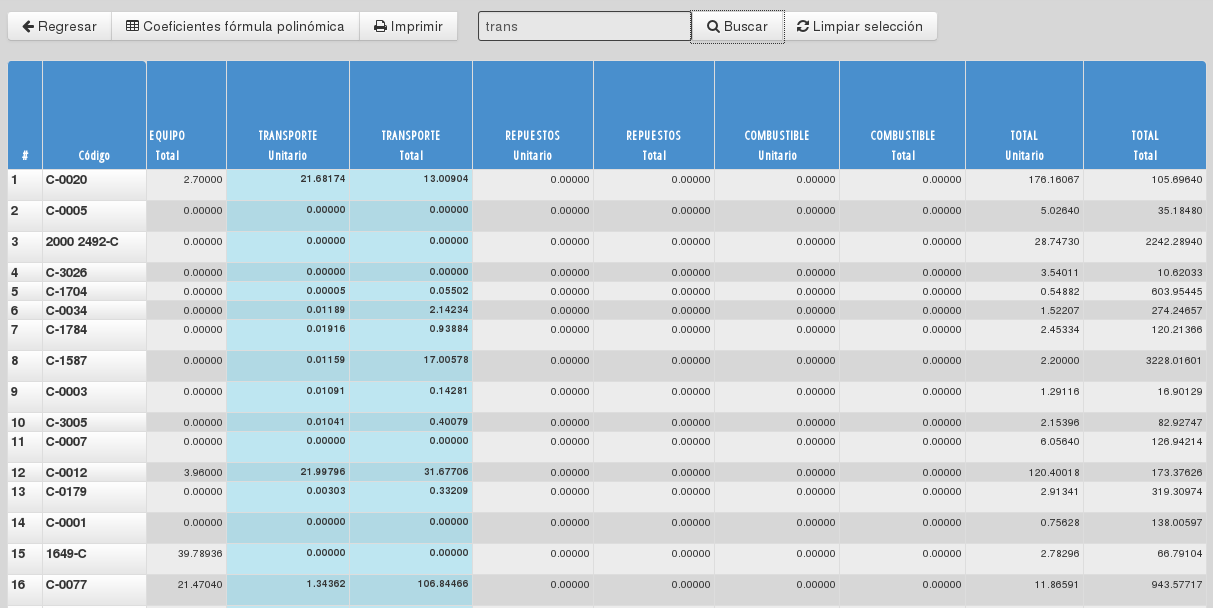 Regresar Coeficientes fórmula polinómica Imprimir trans Buscar Limpiar selección
EQUIPO TRANSPORTE TRANSPORTE REPUESTOS REPUESTOS COMBUSTIBLE COMBUSTIBLE TOTAL TOTAL
# Código Total Unitario Total Unitario Total Unitario Total Unitario Total
1 C-0020 2.70000 21.68174 13.00904 0.00000 0.00000 0.00000 0.00000 176.16067 105.69640
2 C-0005 0.00000 0.00000 0.00000 0.00000 0.00000 0.00000 0.00000 5.02640 35.18480
3 2000 2492-C 0.00000 0.00000 0.00000 0.00000 0.00000 0.00000 0.00000 28.74730 2242.28940
4 C-3026 0.00000 0.00000 0.00000 0.00000 0.00000 0.00000 0.00000 3.54011 10.62033
5 C-1704 0.00000 0.00005 0.05502 0.00000 0.00000 0.00000 0.00000 0.54882 603.95445
6 C-0034 0.00000 0.01189 2.14234 0.00000 0.00000 0.00000 0.00000 1.52207 274.24657
7 C-1784 0.00000 0.01916 0.93884 0.00000 0.00000 0.00000 0.00000 2.45334 120.21366
8 C-1587 0.00000 0.01159 17.00578 0.00000 0.00000 0.00000 0.00000 2.20000 3228.01601
9 C-0003 0.00000 0.01091 0.14281 0.00000 0.00000 0.00000 0.00000 1.29116 16.90129
10 C-3005 0.00000 0.01041 0.40079 0.00000 0.00000 0.00000 0.00000 2.15396 82.92747
11 C-0007 0.00000 0.00000 0.00000 0.00000 0.00000 0.00000 0.00000 6.05640 126.94214
12 C-0012 3.96000 21.99796 31.67706 0.00000 0.00000 0.00000 0.00000 120.40018 173.37626
13 C-0179 0.00000 0.00303 0.33209 0.00000 0.00000 0.00000 0.00000 2.91341 319.30974
14 C-0001 0.00000 0.00000 0.00000 0.00000 0.00000 0.00000 0.00000 0.75628 138.00597
15 1649-C 39.78936 0.00000 0.00000 0.00000 0.00000 0.00000 0.00000 2.78296 66.79104
16 C-0077 21.47040 1.34362 106.84466 0.00000 0.00000 0.00000 0.00000 11.86591 943.57717